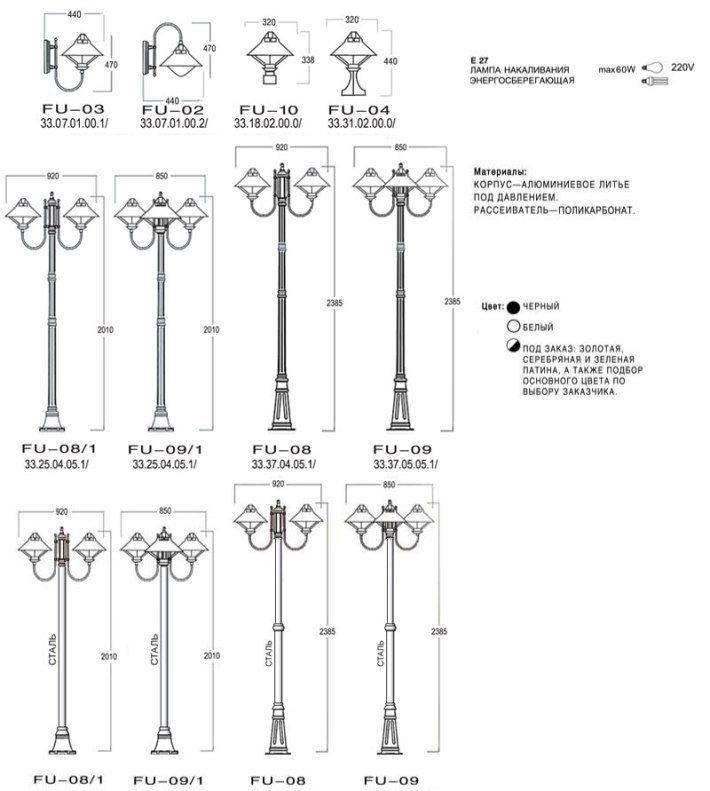 440
470
FU-03
33.07.01.00.1/
470
440
FU-02
33.07.01.00.2/
320
338
FU-10
33.18.02.00.0/
320
440
FU-04
33.31.02.00.0/
E 27
ЛАМПА НАКАЛИВАНИЯ
ЭНЕРГОСБЕРЕГАЮЩАЯ
max60W
220V
Материалы:
КОРПУС—АЛЮМИНИЕВОЕ ЛИТЬЕ
ПОД ДАВЛЕНИЕМ.
РАССЕИВАТЕЛЬ—ПОЛИКАРБОНАТ.
Цвет:
ЧЕРНЫЙ
БЕЛЫЙ
ПОД ЗАКАЗ: ЗОЛОТАЯ,
СЕРЕБРЯНАЯ И ЗЕЛЕНАЯ
ПАТИНА, А ТАКЖЕ ПОДБОР
ОСНОВНОГО ЦВЕТА ПО
ВЫБОРУ ЗАКАЗЧИКА.
920
2010
FU-08/1
33.25.04.05.1/
850
2010
FU-09/1
33.25.04.05.1/
920
2385
FU-08
33.37.04.05.1/
850
2385
FU-09
33.37.05.05.1/
920
СТАЛЬ
2010
FU-08/1
850
СТАЛЬ
2010
FU-09/1
920
СТАЛЬ
2385
FU-08
850
СТАЛЬ
2385
FU-09